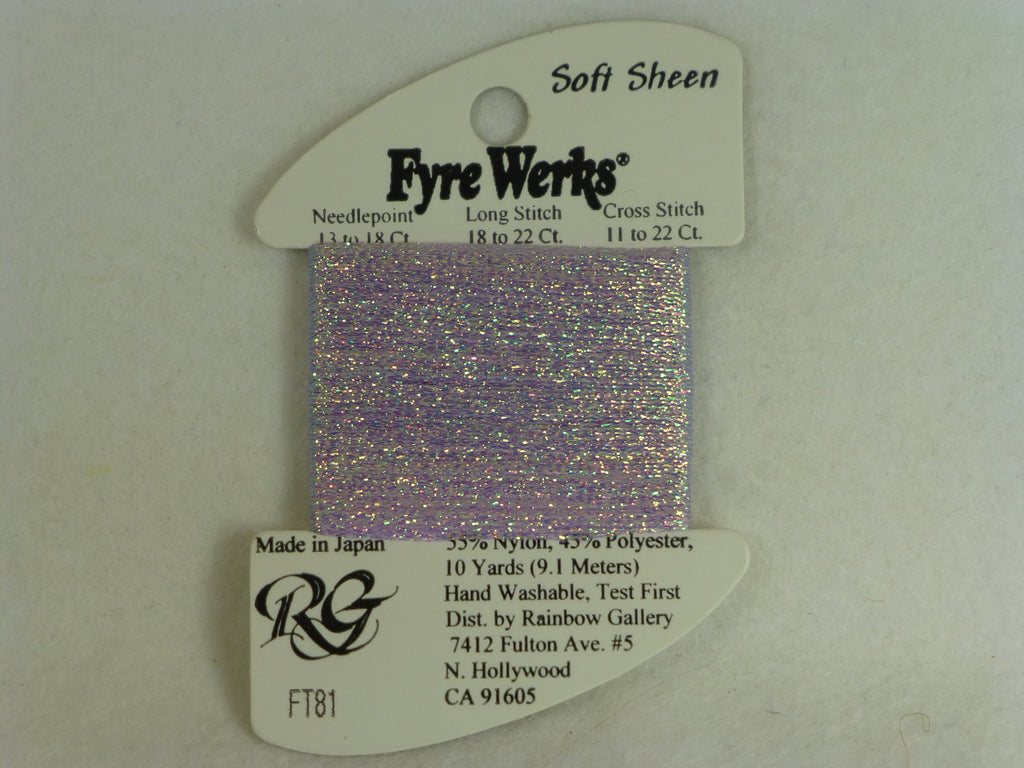 Soft Sheen
Fyre Werks®
Needlepoint Long Stitch Cross Stitch
13 to 18 Ct. 18 to 22 Ct. 11 to 22 Ct.
Made in Japan
55% Nylon, 45% Polyester,
10 Yards (9.1 Meters)
Hand Washable, Test First
Dist. by Rainbow Gallery
7412 Fulton Ave. #5
N. Hollywood
CA 91605
RG
FT81